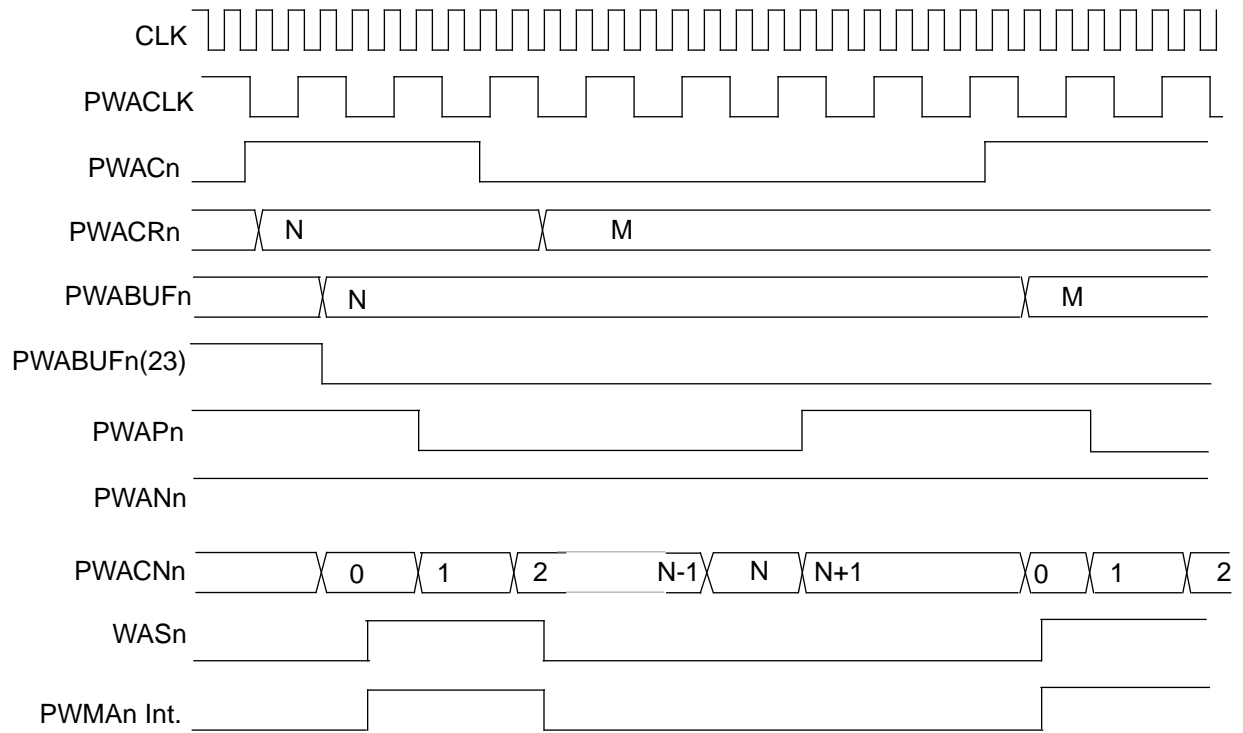 CLK
PWACLK
PWACn
PWACRn N M
PWABUFn N M
PWABUFn(23)
PWAPn
PWANn
PWACNn 0 1 2 N-1 N N+1 0 1 2
WASn
PWMAn Int.